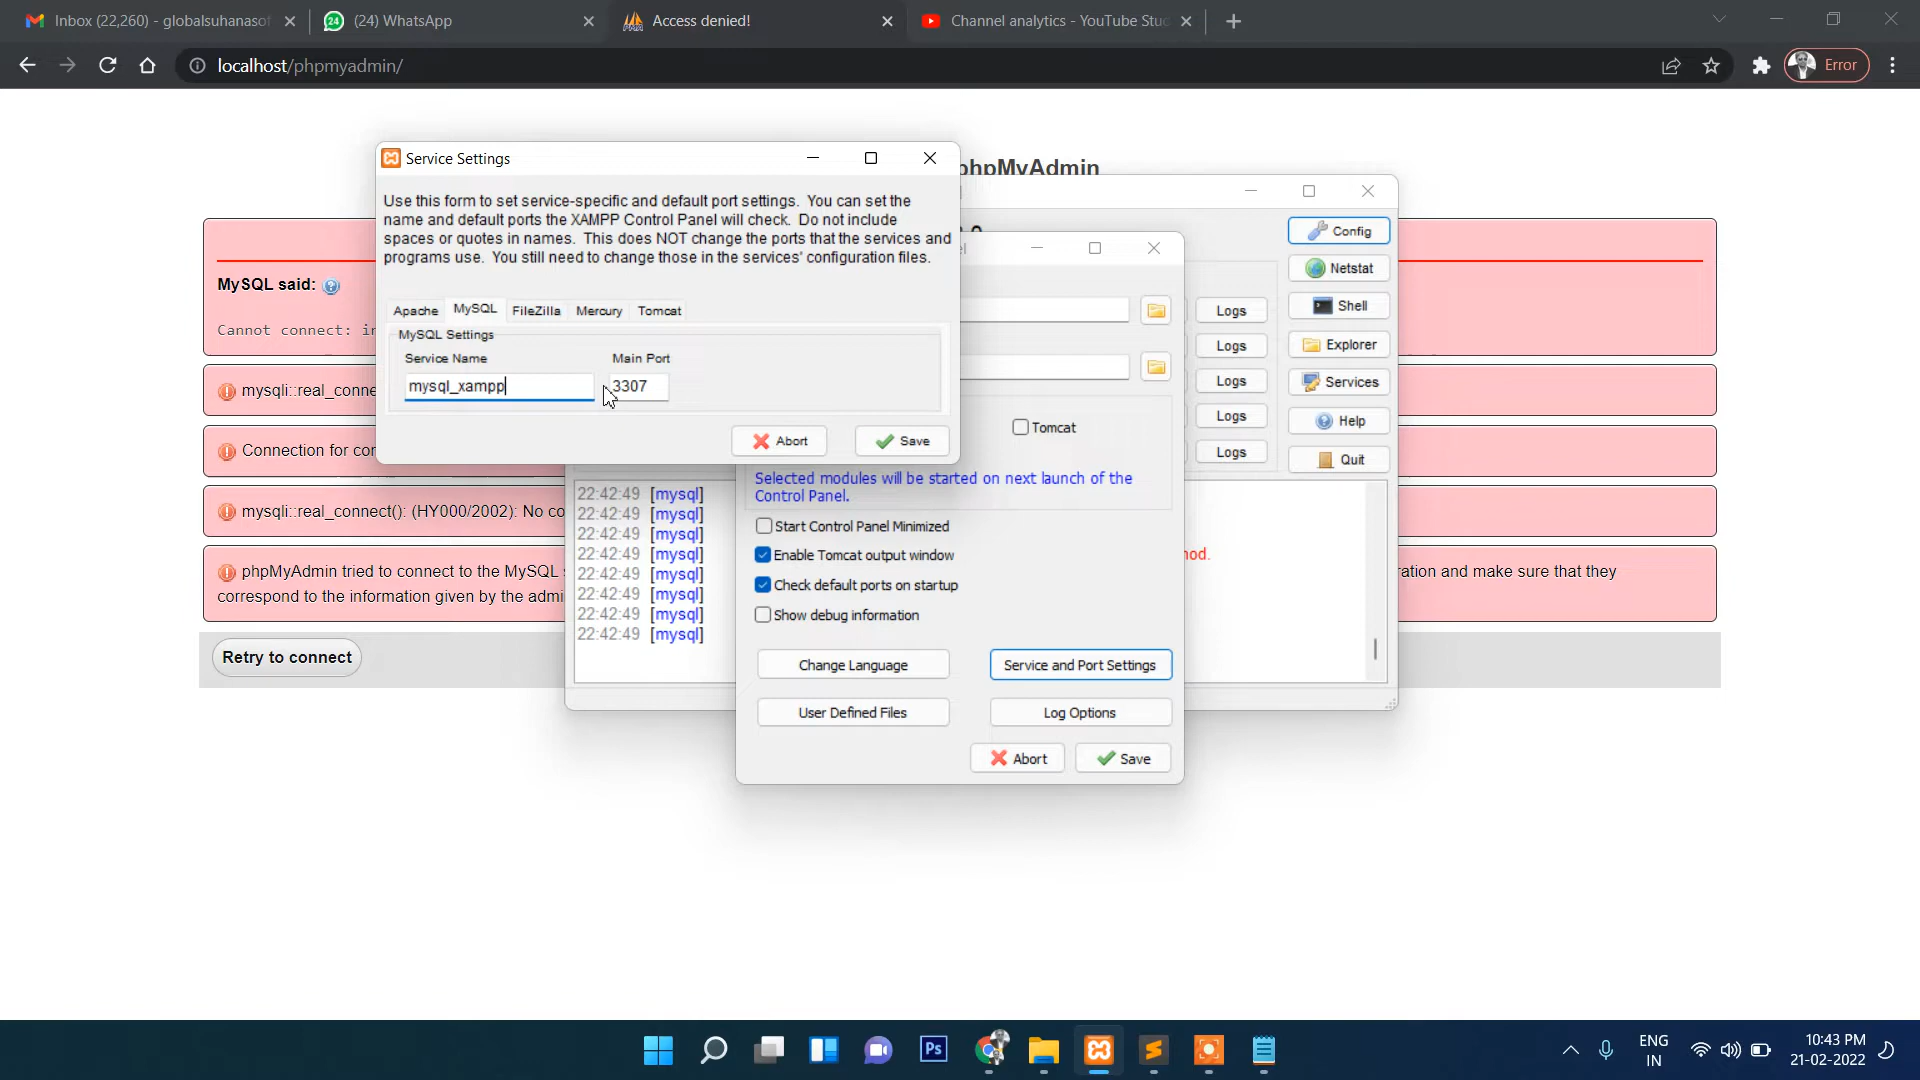 Inbox (22,260) - globalsuhanasof
(24) WhatsApp
Access denied!
Channel analytics - YouTube Stu
localhost/phpmyadmin/
Error
phpMyAdmin
Service Settings
Use this form to set service-specific and default port settings. You can set the
name and default ports the XAMPP Control Panel will check. Do not include
spaces or quotes in names. This does NOT change the ports that the services and
programs use. You still need to change those in the services' configuration files.
Apache MySQL FileZilla Mercury Tomcat
MySQL Settings
Service Name Main Port
mysql_xampp 3307
Abort Save
MySQL said:
Cannot connect: in
mysqli::real_conne
Connection for con
mysqli::real_connect(): (HY000/2002): No co
phpMyAdmin tried to connect to the MySQL
ration and make sure that they
correspond to the information given by the admi
Retry to connect
Config
Netstat
Logs Shell
Logs Explorer
Logs Services
Logs Help
Logs Quit
Tomcat
Selected modules will be started on next launch of the
Control Panel.
Start Control Panel Minimized
Enable Tomcat output window
Check default ports on startup
Show debug information
Change Language Service and Port Settings
User Defined Files Log Options
Abort Save
22:42:49 [mysql]
22:42:49 [mysql]
22:42:49 [mysql]
22:42:49 [mysql] hod.
22:42:49 [mysql]
22:42:49 [mysql]
22:42:49 [mysql]
22:42:49 [mysql]
Ps
ENG
IN
10:43 PM
21-02-2022